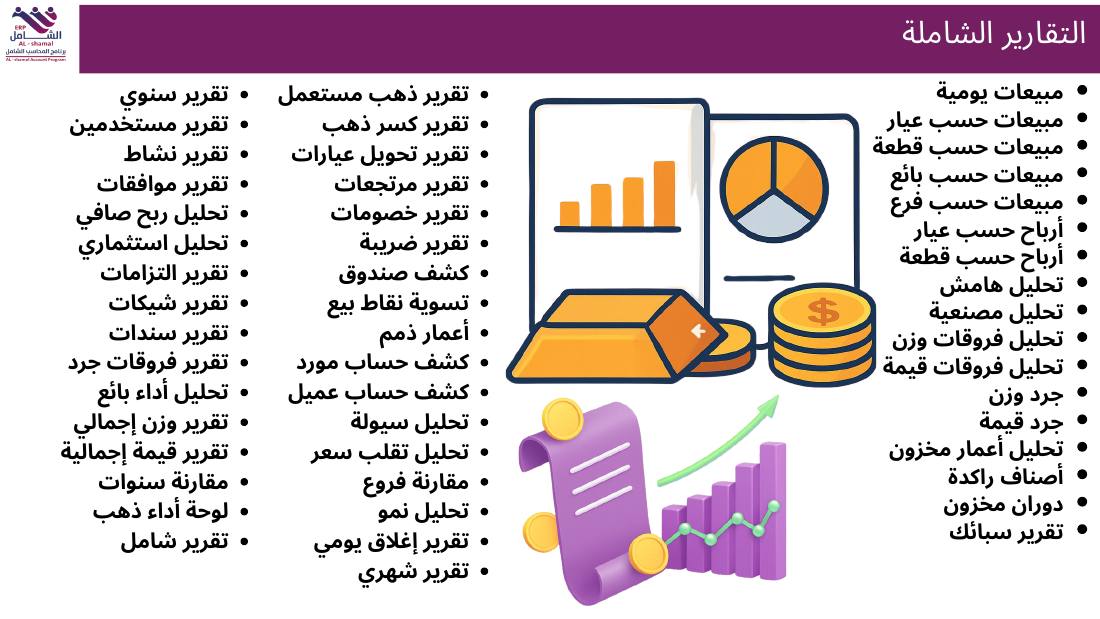 التقارير الشاملة
ERP
الشــامل
AL - shamal
برنامج المحاسب الشامل
AL - shamal Account Program
مبيعات يومية
مبيعات حسب عيار
مبيعات حسب قطعة
مبيعات حسب بائع
مبيعات حسب فرع
أرباح حسب عيار
أرباح حسب قطعة
تحليل هامش
تحليل مصنعية
تحليل فروقات وزن
تحليل فروقات قيمة
جرد وزن
جرد قيمة
تحليل أعمار مخزون
أصناف راكدة
دوران مخزون
تقرير سبائك
$
تقرير ذهب مستعمل
تقرير كسر ذهب
تقرير تحويل عيارات
تقرير مرتجعات
تقرير خصومات
تقرير ضريبة
كشف صندوق
تسوية نقاط بيع
أعمار ذمم
كشف حساب مورد
كشف حساب عميل
تحليل سيولة
تحليل تقلب سعر
مقارنة فروع
تحليل نمو
تقرير إغلاق يومي
تقرير شهري
تقرير سنوي
تقرير مستخدمين
تقرير نشاط
تقرير موافقات
تحليل ربح صافي
تحليل استثماري
تقرير التزامات
تقرير شيكات
تقرير سندات
تقرير فروقات جرد
تحليل أداء بائع
تقرير وزن إجمالي
تقرير قيمة إجمالية
مقارنة سنوات
لوحة أداء ذهب
تقرير شامل